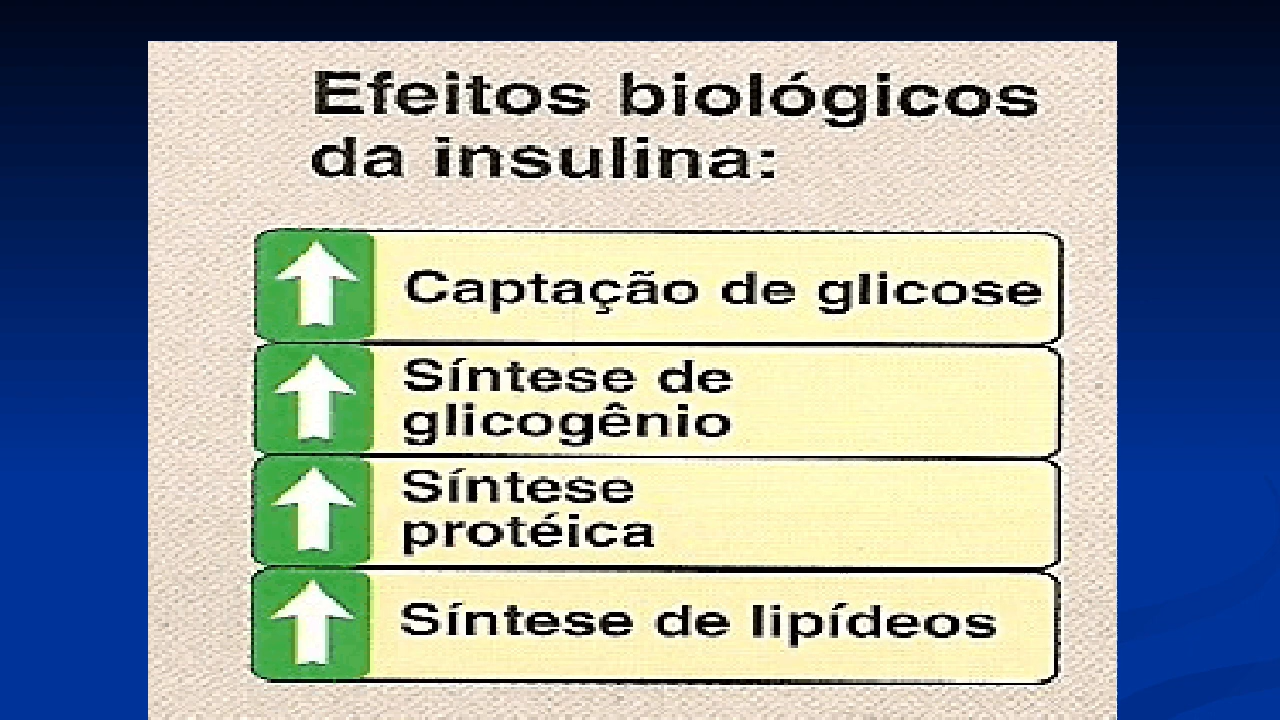 Efeitos biológicos
da insulina:
Captação de glicose
Síntese de
glicogênio
Síntese
protéica
Síntese de lipídeos